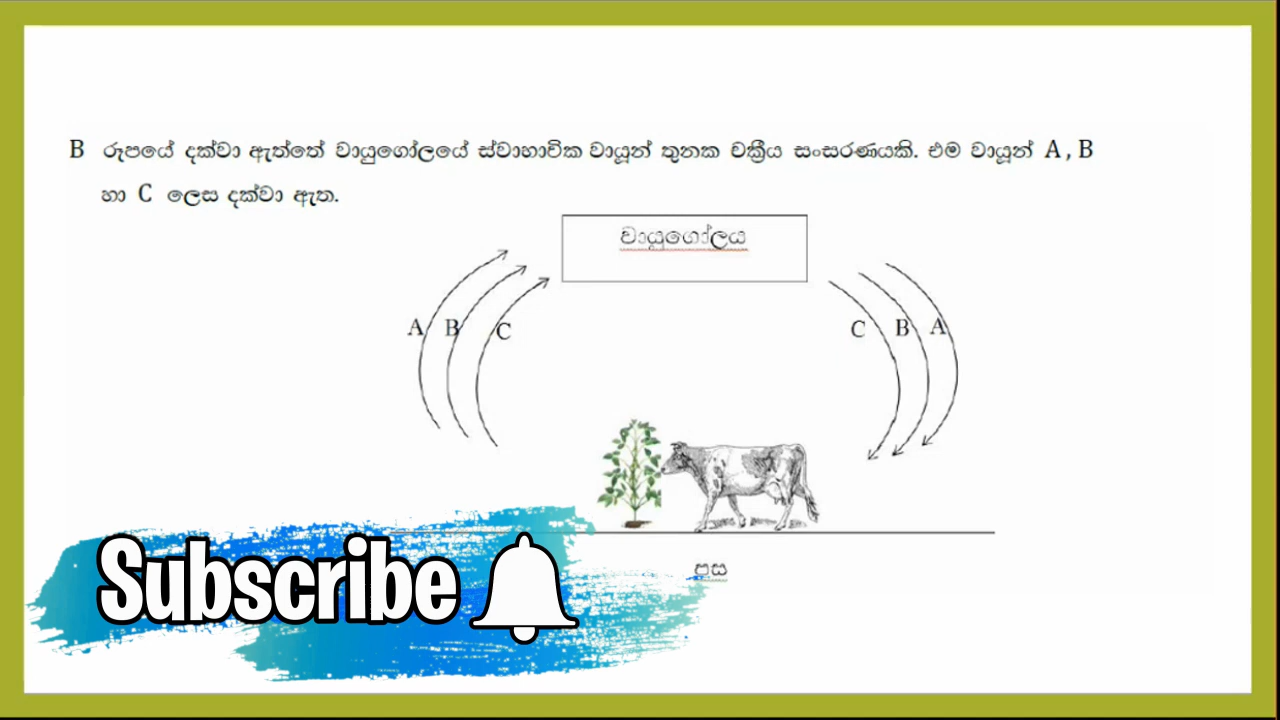 B රූපයේ දක්වා ඇත්තේ වායුගෝලයේ ස්වාභාවික වායූන් තුනක චක්‍රීය සංසරණයකි. එම වායූන් A , B
හා C ලෙස දක්වා ඇත.
වායුගෝලය
A B C
C B A
පස
Subscribe